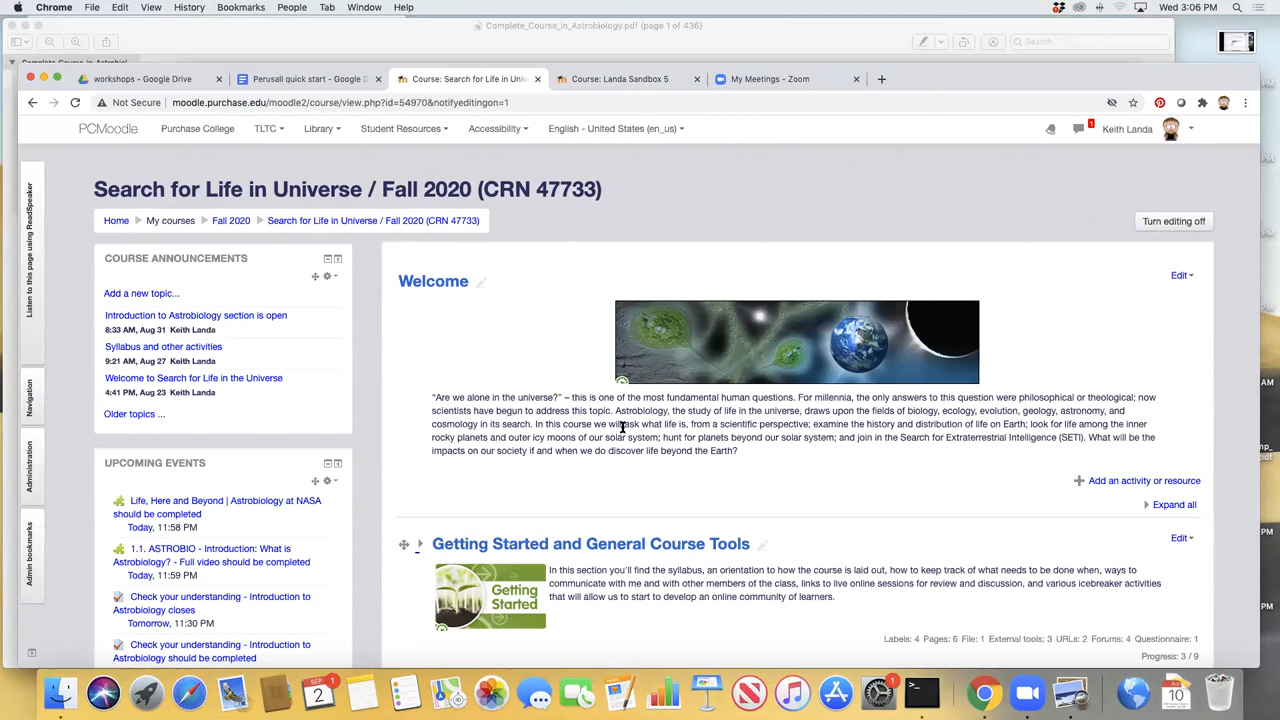 Chrome File Edit View History Bookmarks People Tab Window Help Wed 3:06 PM
Complete_Course_in_Astrobiology.pdf (page 1 of 436)
Search
workshops - Google Drive
Perusall quick start - Google D
Course: Search for Life in Univ
Course: Landa Sandbox 5
My Meetings - Zoom
Not Secure moodle.purchase.edu/moodle2/course/view.php?id=54970&notifyeditingon=1
PCMoodle Purchase College TLTC Library Student Resources Accessibility English - United States (en_us) 1 Keith Landa
Listen to this page using ReadSpeaker
Navigation
Administration
Admin bookmarks
Search for Life in Universe / Fall 2020 (CRN 47733)
Home My courses Fall 2020 Search for Life in Universe / Fall 2020 (CRN 47733)
Turn editing off
COURSE ANNOUNCEMENTS
Add a new topic...
Introduction to Astrobiology section is open
8:33 AM, Aug 31 Keith Landa
Syllabus and other activities
9:21 AM, Aug 27 Keith Landa
Welcome to Search for Life in the Universe
4:41 PM, Aug 23 Keith Landa
Older topics ...
UPCOMING EVENTS
Life, Here and Beyond | Astrobiology at NASA
should be completed
Today, 11:58 PM
1.1. ASTROBIO - Introduction: What is
Astrobiology? - Full video should be completed
Today, 11:59 PM
Check your understanding - Introduction to
Astrobiology closes
Tomorrow, 11:30 PM
Check your understanding - Introduction to
Astrobiology should be completed
Welcome
Edit
“Are we alone in the universe?” – this is one of the most fundamental human questions. For millennia, the only answers to this question were philosophical or theological; now
scientists have begun to address this topic. Astrobiology, the study of life in the universe, draws upon the fields of biology, ecology, evolution, geology, astronomy, and
cosmology in its search. In this course we will ask what life is, from a scientific perspective; examine the history and distribution of life on Earth; look for life among the inner
rocky planets and outer icy moons of our solar system; hunt for planets beyond our solar system; and join in the Search for Extraterrestrial Intelligence (SETI). What will be the
impacts on our society if and when we do discover life beyond the Earth?
Add an activity or resource
Expand all
Getting Started and General Course Tools
Edit
Getting
Started
In this section you'll find the syllabus, an orientation to how the course is laid out, how to keep track of what needs to be done when, ways to
communicate with me and with other members of the class, links to live online sessions for review and discussion, and various icebreaker activities
that will allow us to start to develop an online community of learners.
Labels: 4 Pages: 6 File: 1 External tools: 3 URLs: 2 Forums: 4 Questionnaire: 1
Progress: 3 / 9
SEP
2
1
10